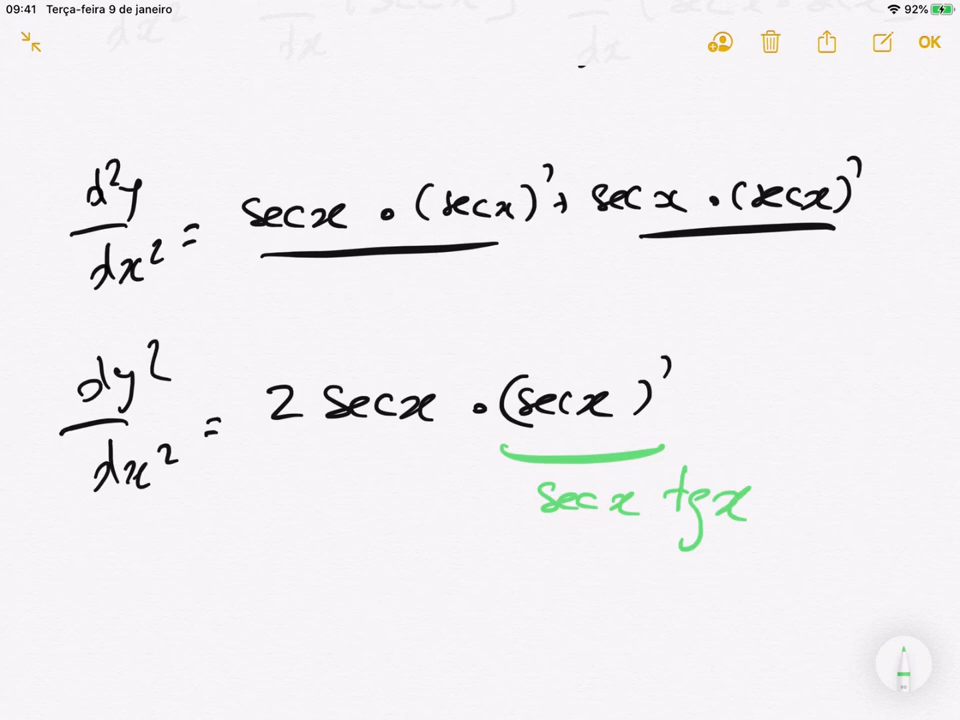 09:41 Terça-feira 9 de janeiro 92%
OK
d²y/dx² = secx • (secx)' + secx • (secx)'
dy²/dx² = 2 secx • (secx)'
secx tgx